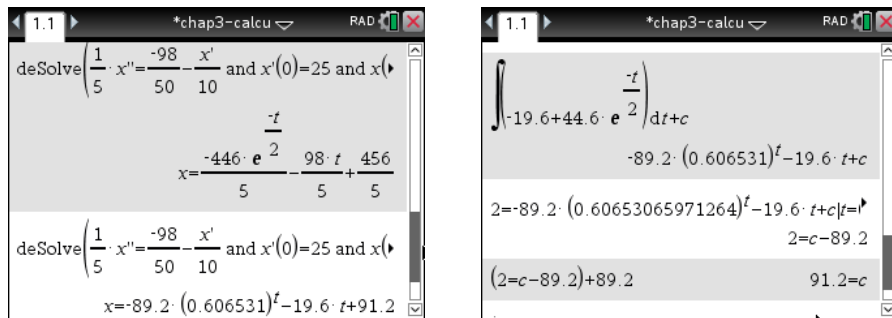 1.1 *chap3-calcu RAD
deSolve(1/5·x''=-98/50-x'/10 and x'(0)=25 and x(
x=-446·e^(-t/2)/5-98·t/5+456/5
deSolve(1/5·x''=-98/50-x'/10 and x'(0)=25 and x(
x=-89.2·(0.606531)^t-19.6·t+91.2
1.1 *chap3-calcu RAD
∫(-19.6+44.6·e^(-t/2))dt+c
-89.2·(0.606531)^t-19.6·t+c
2=-89.2·(0.60653065971264)^t-19.6·t+c|t=
2=c-89.2
(2=c-89.2)+89.2 91.2=c